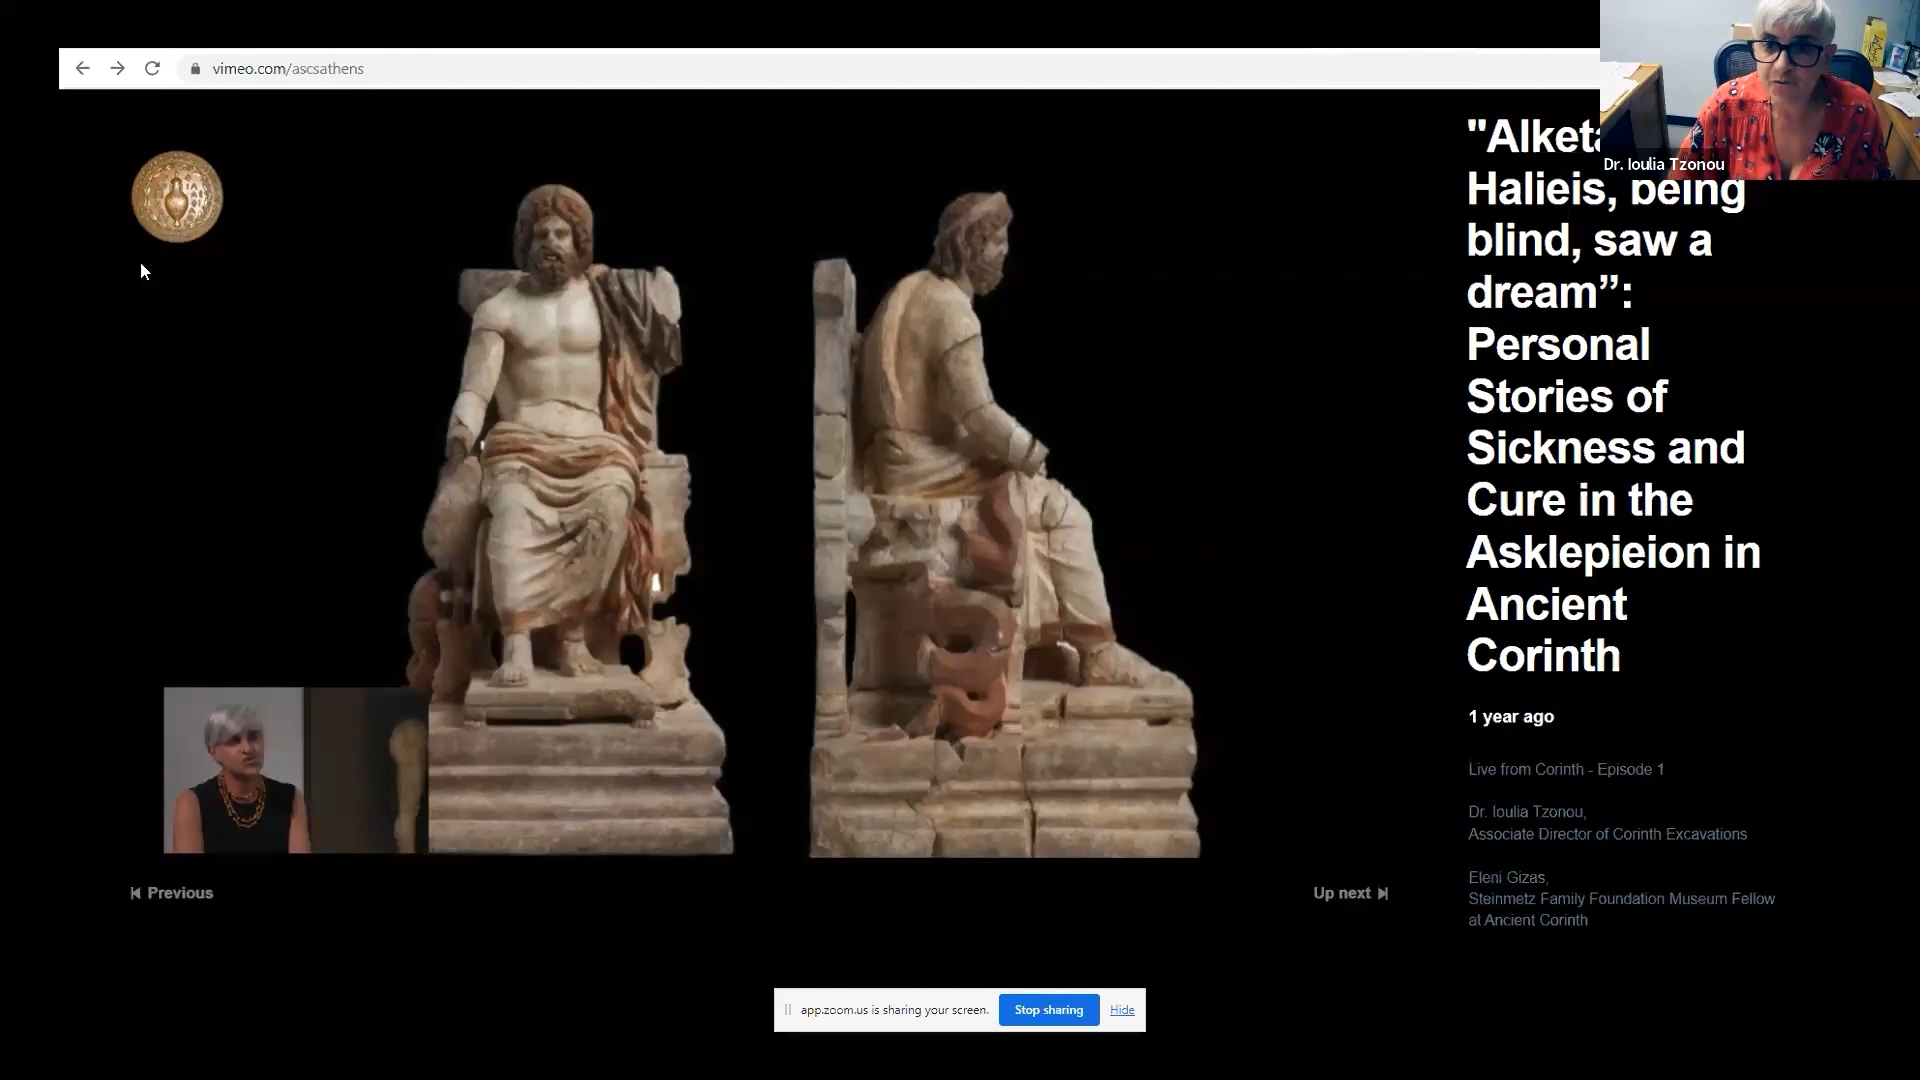 vimeo.com/ascsathens
"Alketa
Halieis, being
blind, saw a
dream”:
Personal
Stories of
Sickness and
Cure in the
Asklepieion in
Ancient
Corinth
Dr. Ioulia Tzonou
1 year ago
Live from Corinth - Episode 1
Dr. Ioulia Tzonou,
Associate Director of Corinth Excavations
Eleni Gizas,
Steinmetz Family Foundation Museum Fellow
at Ancient Corinth
Previous
Up next
app.zoom.us is sharing your screen. Stop sharing Hide